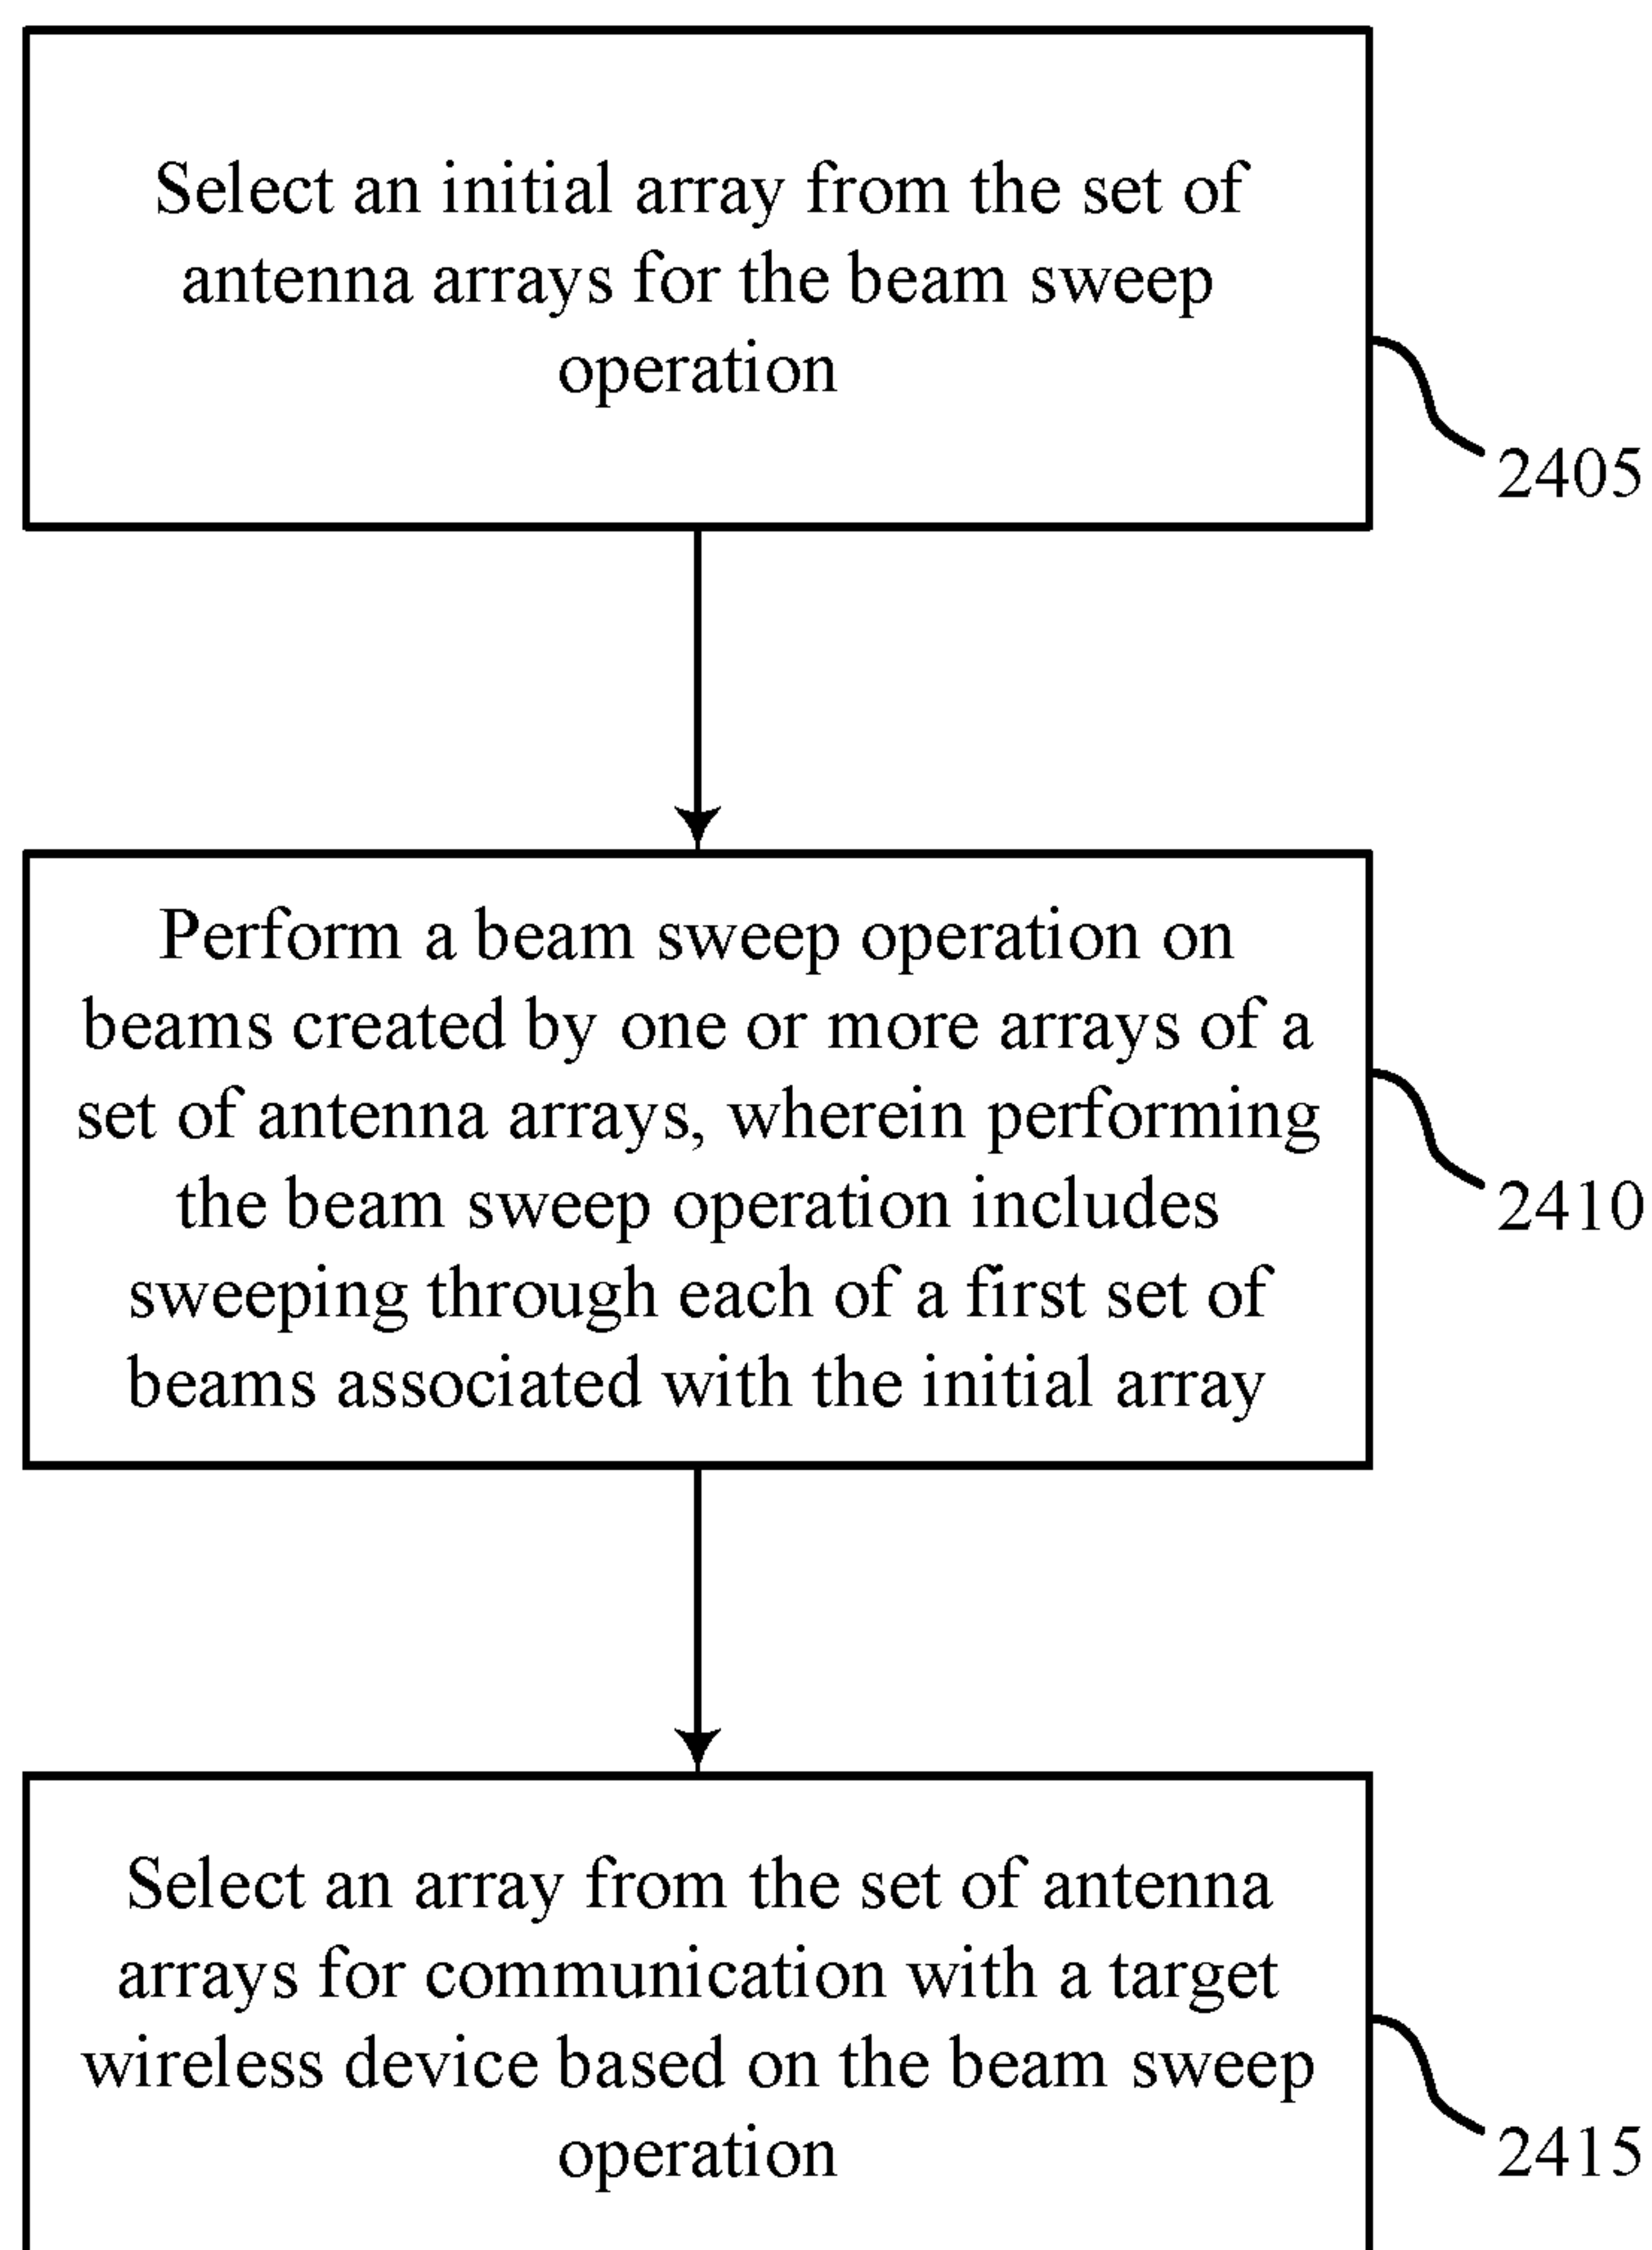 Select an initial array from the set of
antenna arrays for the beam sweep
operation
2405
Perform a beam sweep operation on
beams created by one or more arrays of a
set of antenna arrays, wherein performing
the beam sweep operation includes
sweeping through each of a first set of
beams associated with the initial array
2410
Select an array from the set of antenna
arrays for communication with a target
wireless device based on the beam sweep
operation
2415